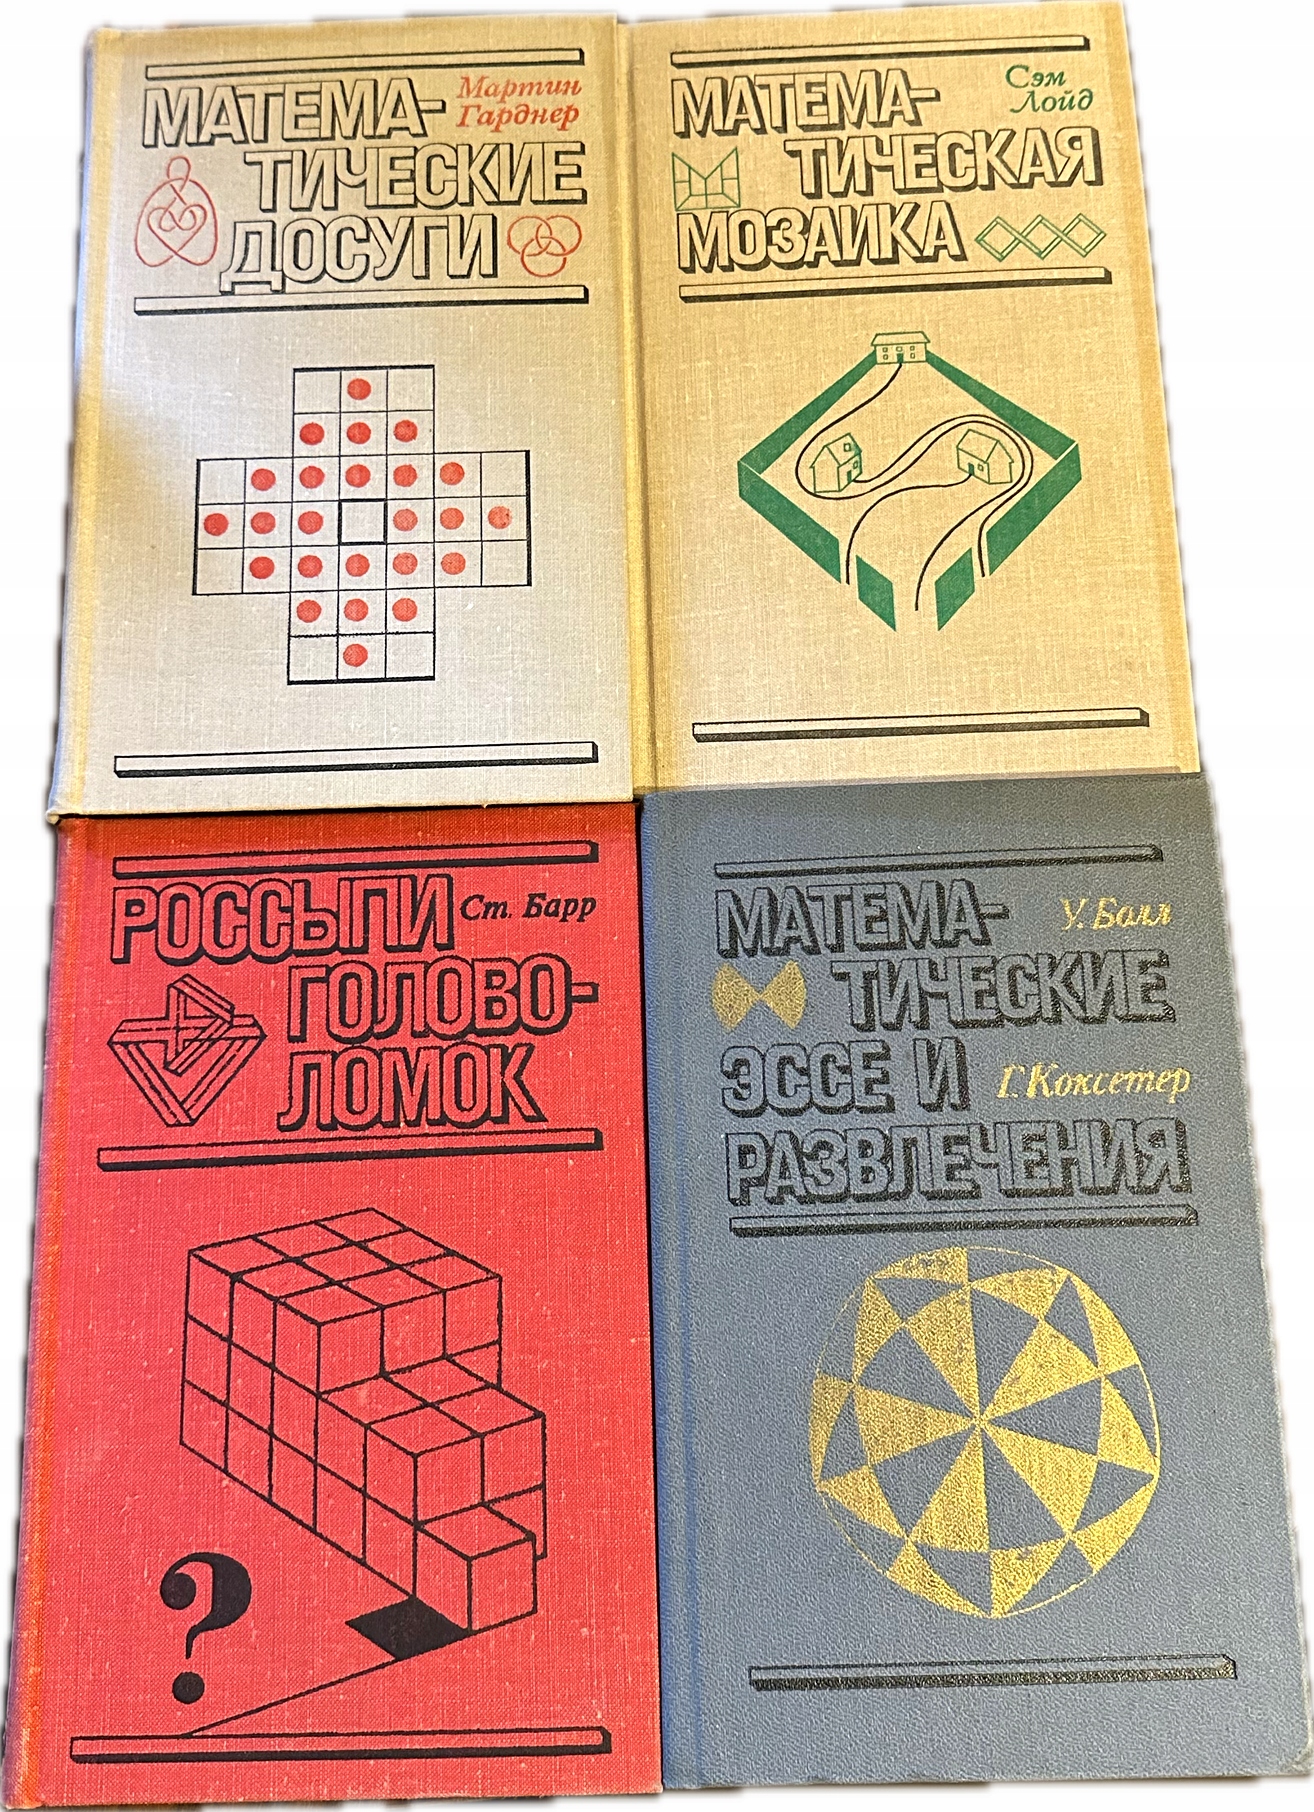 Мартин
Гарднер
МАТЕМА-
ТИЧЕСКИЕ
ДОСУГИ
Сэм
Лойд
МАТЕМА-
ТИЧЕСКАЯ
МОЗАИКА
РОССЫПИ
Ст. Барр
ГОЛОВО-
ЛОМОК
?
МАТЕМА-
У. Болл
ТИЧЕСКИЕ
ЭССЕ И
Г. Коксетер
РАЗВЛЕЧЕНИЯ